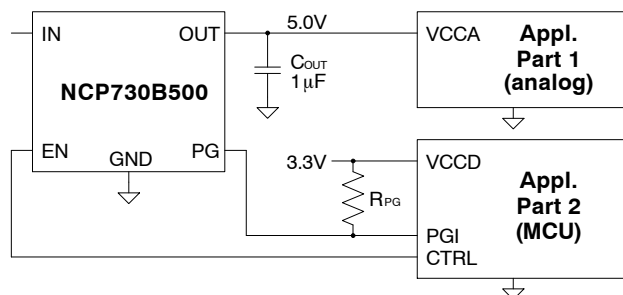 IN
OUT
5.0V
VCCA
Appl.
Part 1
(analog)
COUT
1μF
NCP730B500
EN
GND
PG
3.3V
VCCD
Appl.
Part 2
(MCU)
RPG
PGI
CTRL